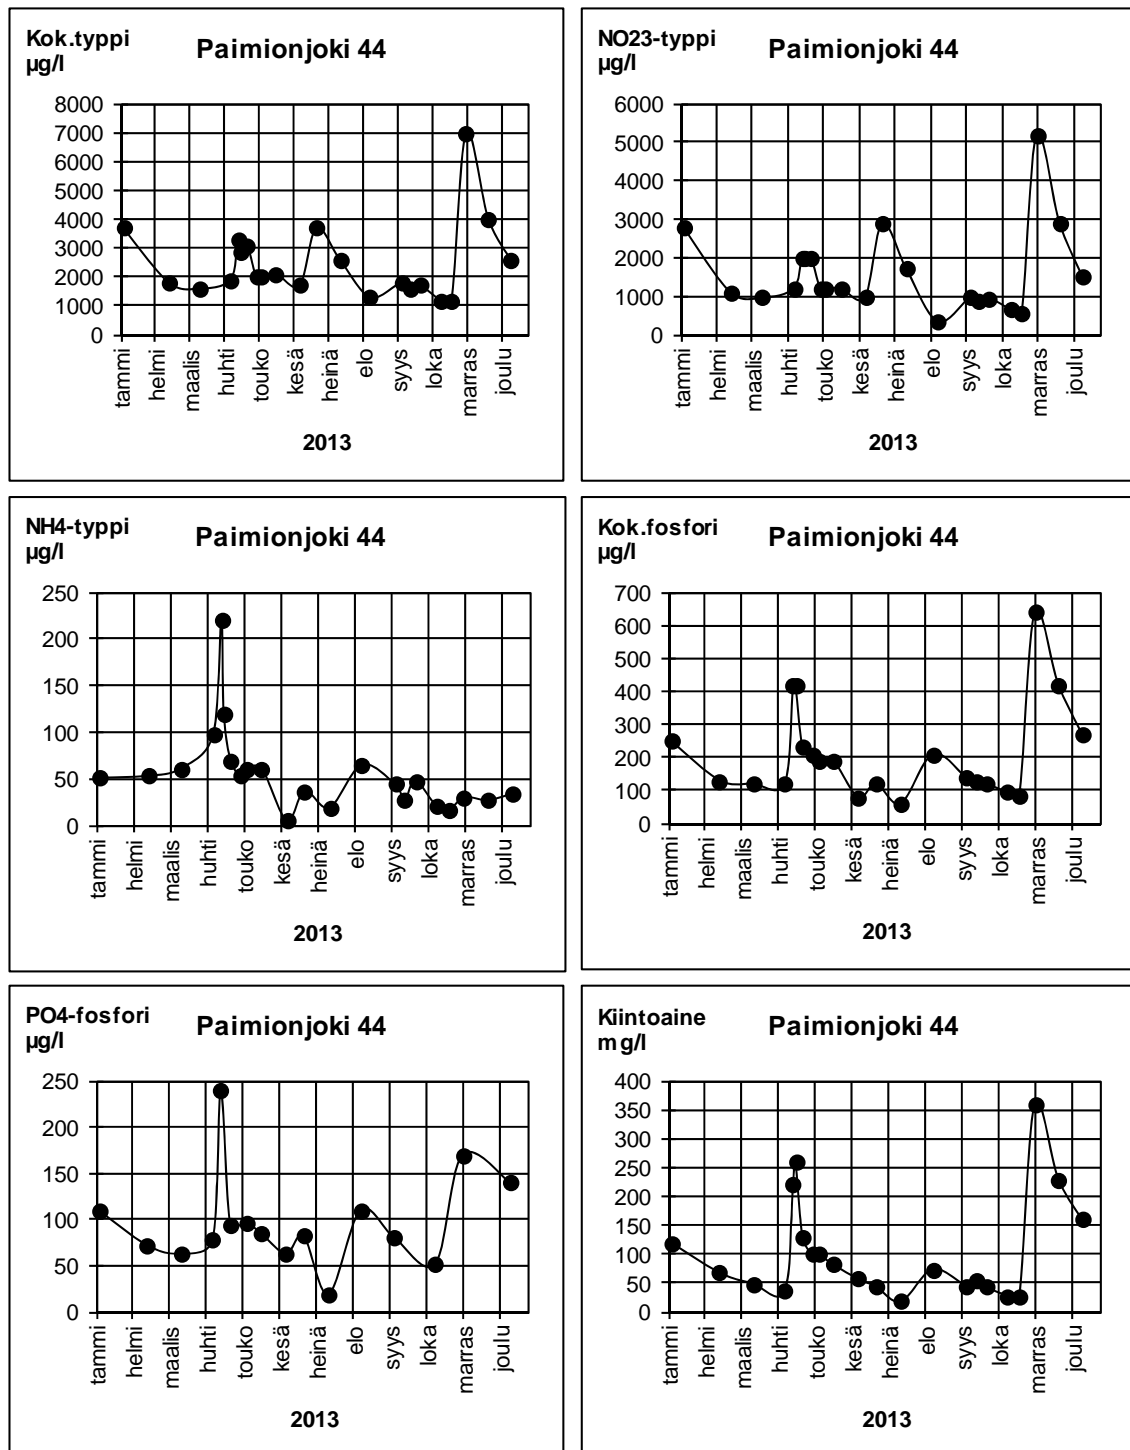 Kok.typpi
µg/l
Paimionjoki 44
8000
7000
6000
5000
4000
3000
2000
1000
0
tammi
helmi
maalis
huhti
touko
kesä
heinä
elo
syys
loka
marras
joulu
2013
NO23-typpi
µg/l
Paimionjoki 44
6000
5000
4000
3000
2000
1000
0
tammi
helmi
maalis
huhti
touko
kesä
heinä
elo
syys
loka
marras
joulu
2013
NH4-typpi
µg/l
Paimionjoki 44
250
200
150
100
50
0
tammi
helmi
maalis
huhti
touko
kesä
heinä
elo
syys
loka
marras
joulu
2013
Kok.fosfori
µg/l
Paimionjoki 44
700
600
500
400
300
200
100
0
tammi
helmi
maalis
huhti
touko
kesä
heinä
elo
syys
loka
marras
joulu
2013
PO4-fosfori
µg/l
Paimionjoki 44
250
200
150
100
50
0
tammi
helmi
maalis
huhti
touko
kesä
heinä
elo
syys
loka
marras
joulu
2013
Kiintoaine
mg/l
Paimionjoki 44
400
350
300
250
200
150
100
50
0
tammi
helmi
maalis
huhti
touko
kesä
heinä
elo
syys
loka
marras
joulu
2013